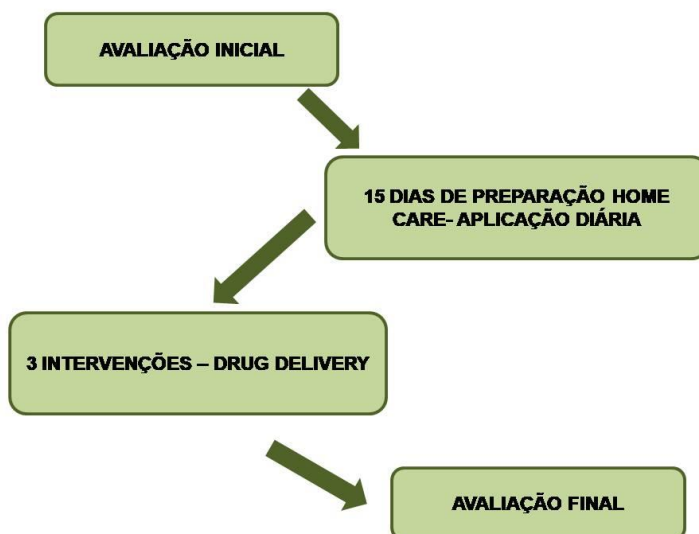 AVALIAÇÃO INICIAL
15 DIAS DE PREPARAÇÃO HOME
CARE- APLICAÇÃO DIÁRIA
3 INTERVENÇÕES – DRUG DELIVERY
AVALIAÇÃO FINAL